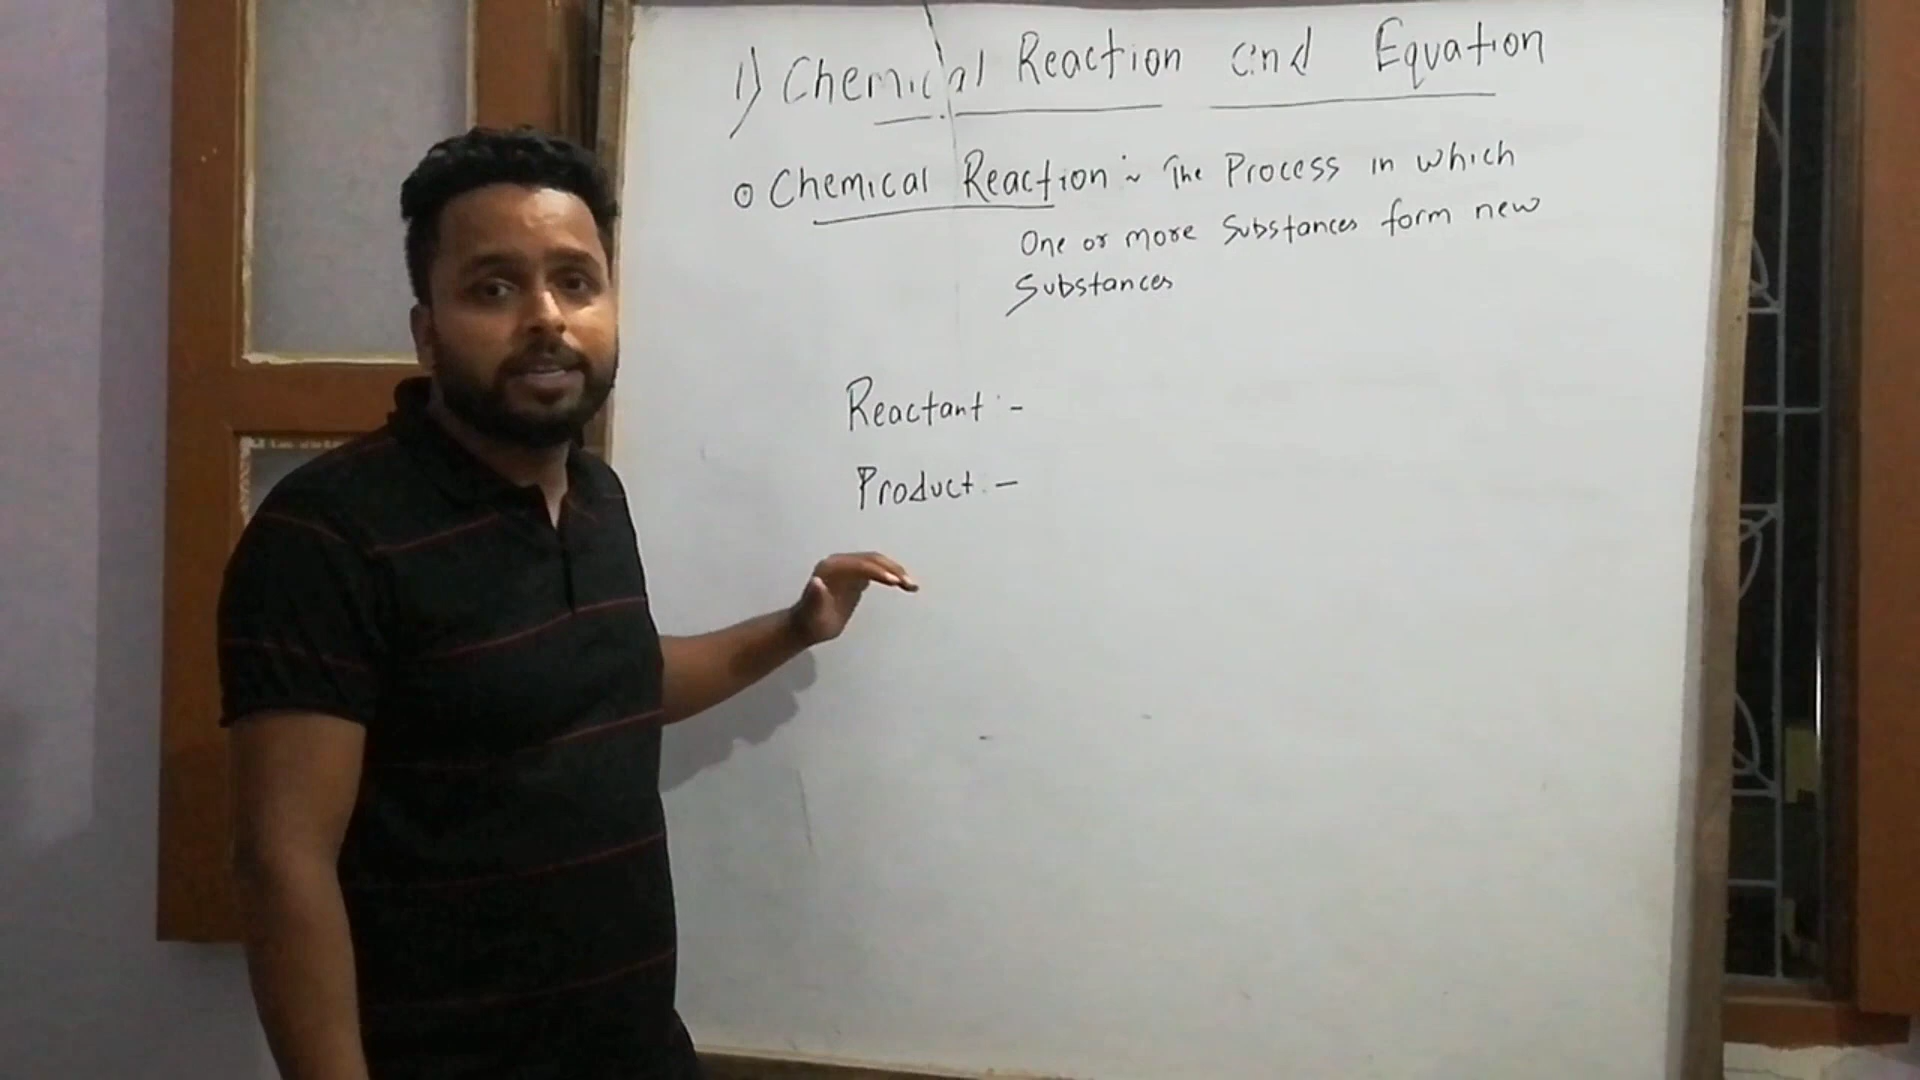 1) Chemical Reaction and Equation
Chemical Reaction :~ The Process in which
One or more Substances form new
Substances
Reactant :-
Product :-